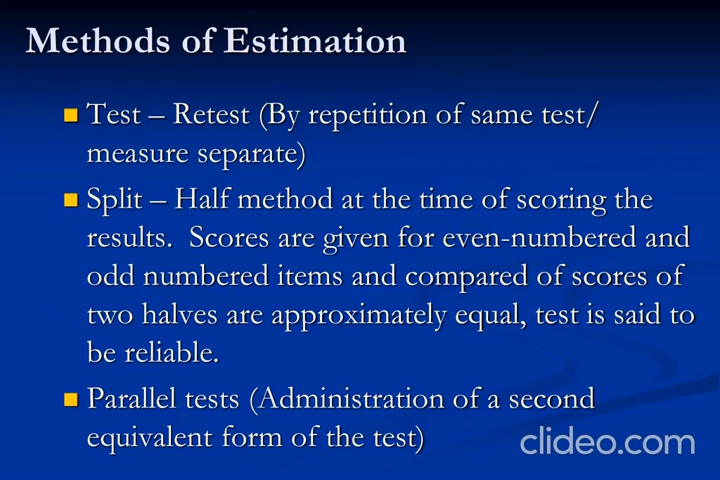 Methods of Estimation
Test – Retest (By repetition of same test/
measure separate)
Split – Half method at the time of scoring the
results.  Scores are given for even-numbered and
odd numbered items and compared of scores of
two halves are approximately equal, test is said to
be reliable.
Parallel tests (Administration of a second
equivalent form of the test)
clideo.com